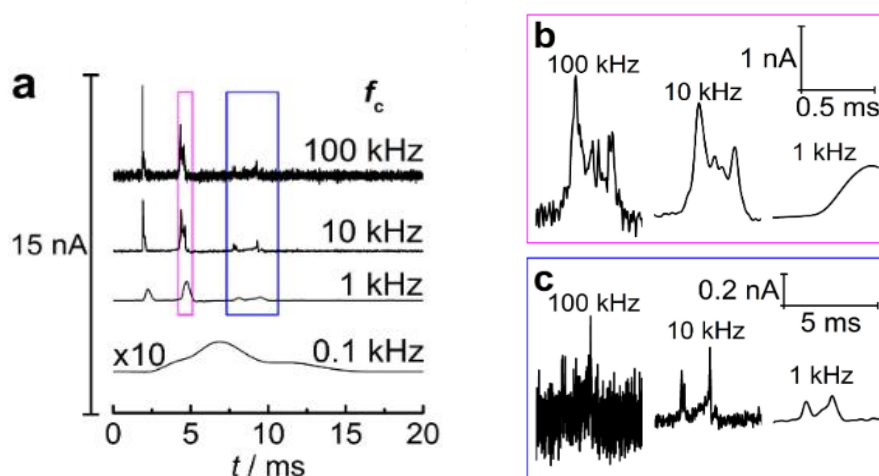 a
15 nA
fc
100 kHz
10 kHz
1 kHz
x10
0.1 kHz
0 5 10 15 20
t / ms
b
100 kHz
10 kHz
1 kHz
1 nA
0.5 ms
c
100 kHz
10 kHz
1 kHz
0.2 nA
5 ms